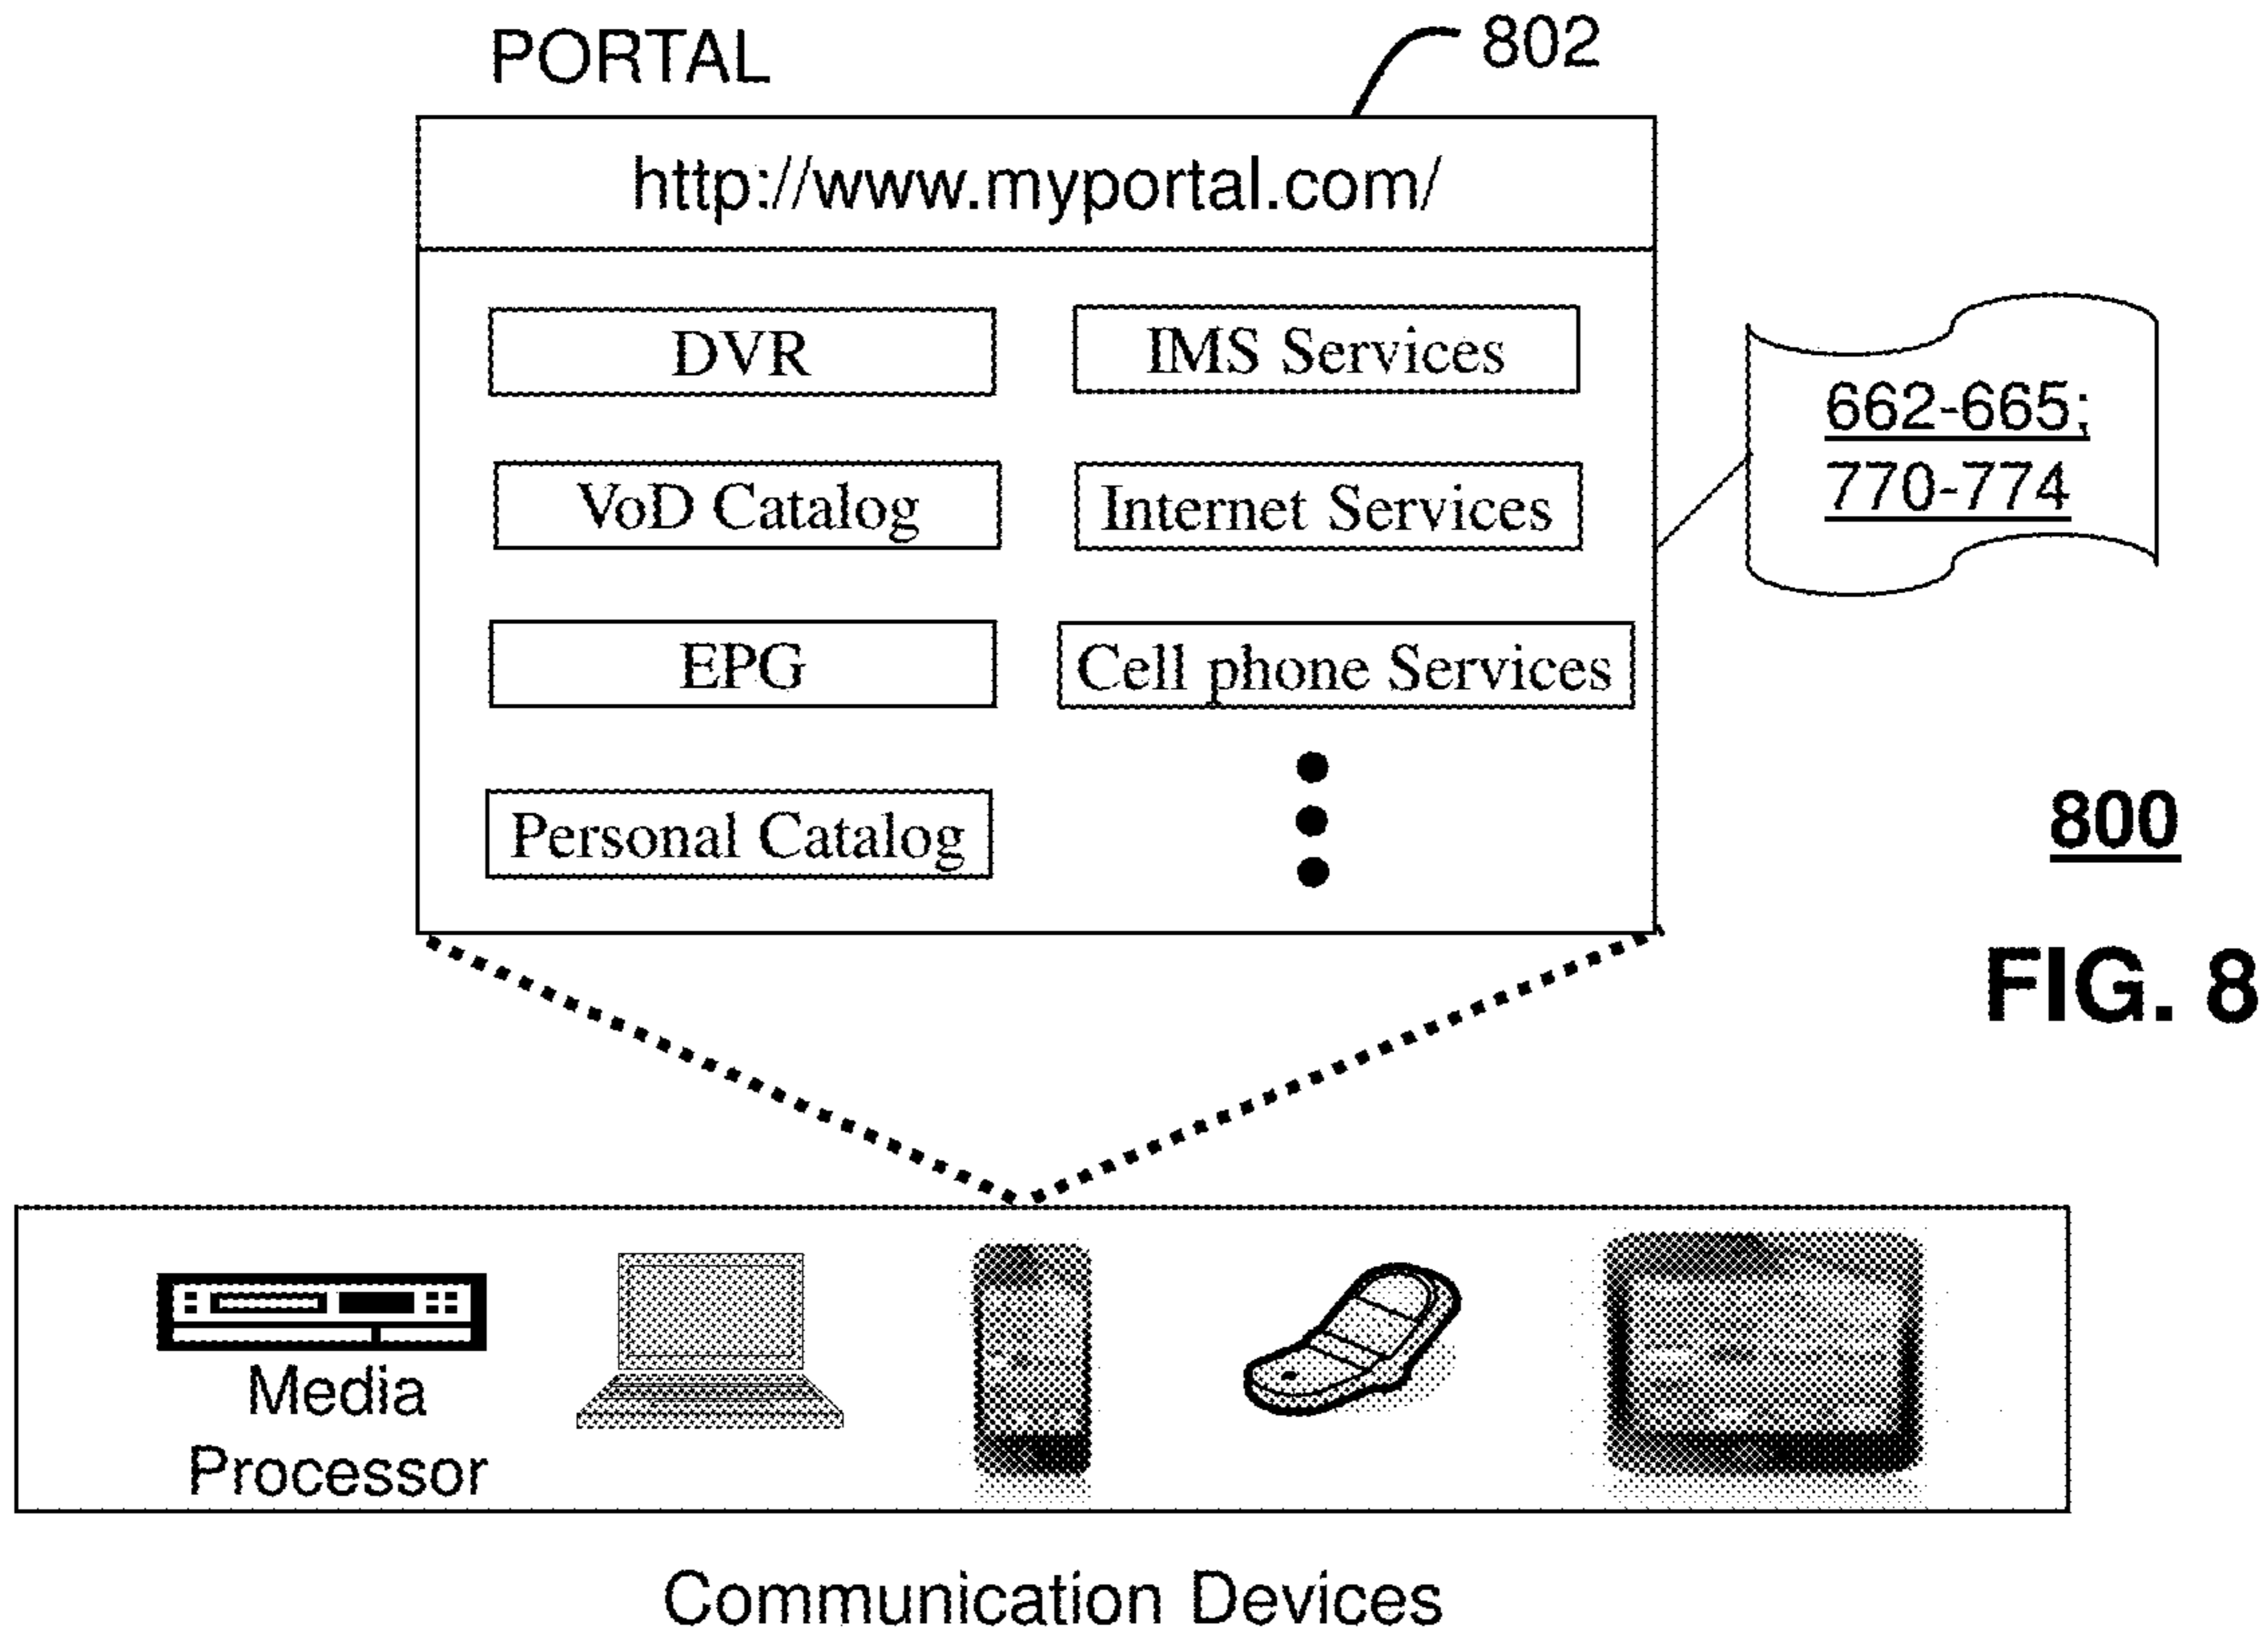 PORTAL
802
http://www.myportal.com/
DVR
IMS Services
VoD Catalog
Internet Services
EPG
Cell phone Services
Personal Catalog
662-665;
770-774
800
FIG. 8
Media
Processor
Communication Devices